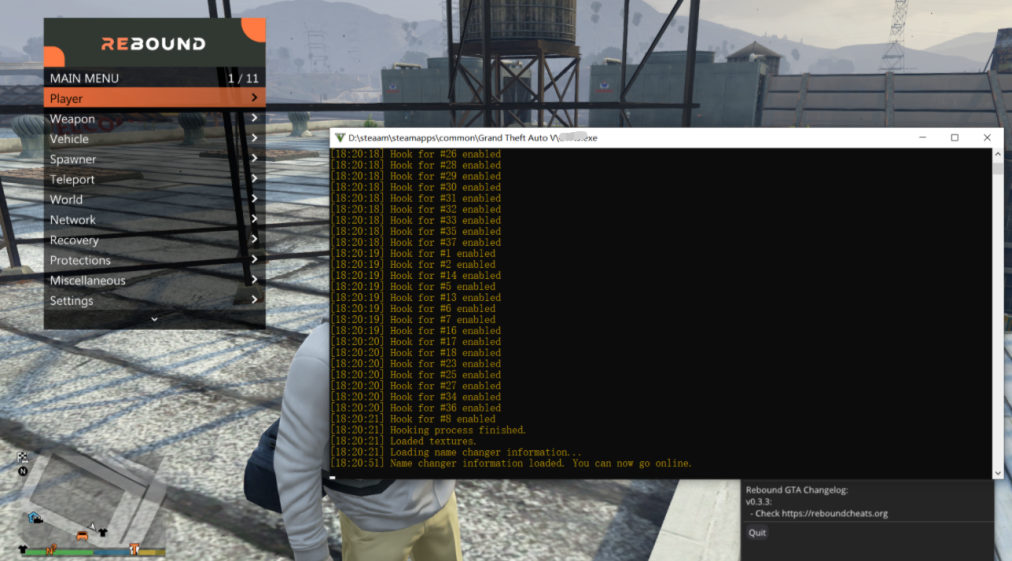 REBOUND
MAIN MENU 1 / 11
Player
Weapon
Vehicle
Spawner
Teleport
World
Network
Recovery
Protections
Miscellaneous
Settings
D:\steaam\steamapps\common\Grand Theft Auto V\ .exe
[18:20:18] Hook for #26 enabled
[18:20:18] Hook for #28 enabled
[18:20:18] Hook for #29 enabled
[18:20:18] Hook for #30 enabled
[18:20:18] Hook for #31 enabled
[18:20:18] Hook for #32 enabled
[18:20:18] Hook for #33 enabled
[18:20:18] Hook for #35 enabled
[18:20:18] Hook for #37 enabled
[18:20:19] Hook for #1 enabled
[18:20:19] Hook for #2 enabled
[18:20:19] Hook for #14 enabled
[18:20:19] Hook for #5 enabled
[18:20:19] Hook for #13 enabled
[18:20:19] Hook for #6 enabled
[18:20:19] Hook for #7 enabled
[18:20:19] Hook for #16 enabled
[18:20:20] Hook for #17 enabled
[18:20:20] Hook for #18 enabled
[18:20:20] Hook for #23 enabled
[18:20:20] Hook for #25 enabled
[18:20:20] Hook for #27 enabled
[18:20:20] Hook for #34 enabled
[18:20:20] Hook for #36 enabled
[18:20:21] Hook for #8 enabled
[18:20:21] Hooking process finished.
[18:20:21] Loaded textures.
[18:20:21] Loading name changer information...
[18:20:51] Name changer information loaded. You can now go online.
Rebound GTA Changelog:
v0.3.3:
- Check https://reboundcheats.org
Quit
N